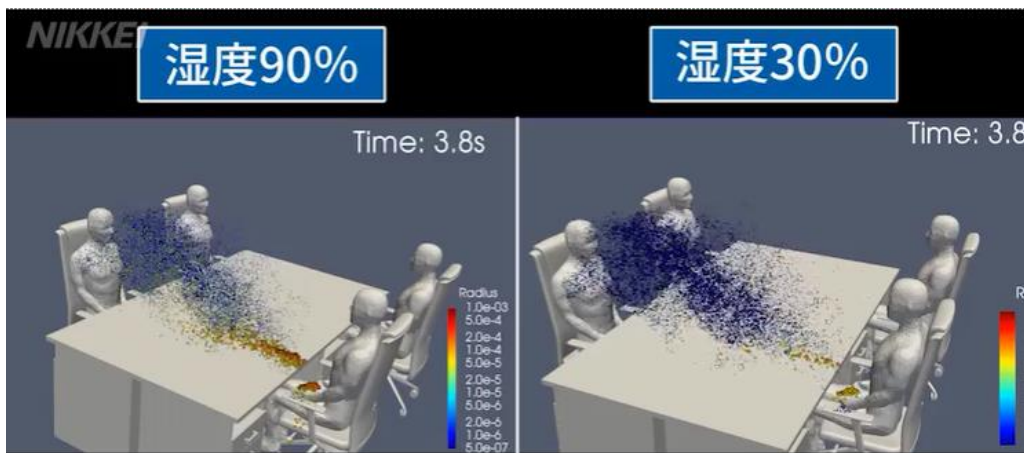 NIKKEI
湿度90%
湿度30%
Time: 3.8s
Time: 3.8
Radius
1.0e-03
5.0e-4
2.0e-4
1.0e-4
5.0e-5
2.0e-5
1.0e-5
5.0e-6
2.0e-6
1.0e-6
5.0e-07
R